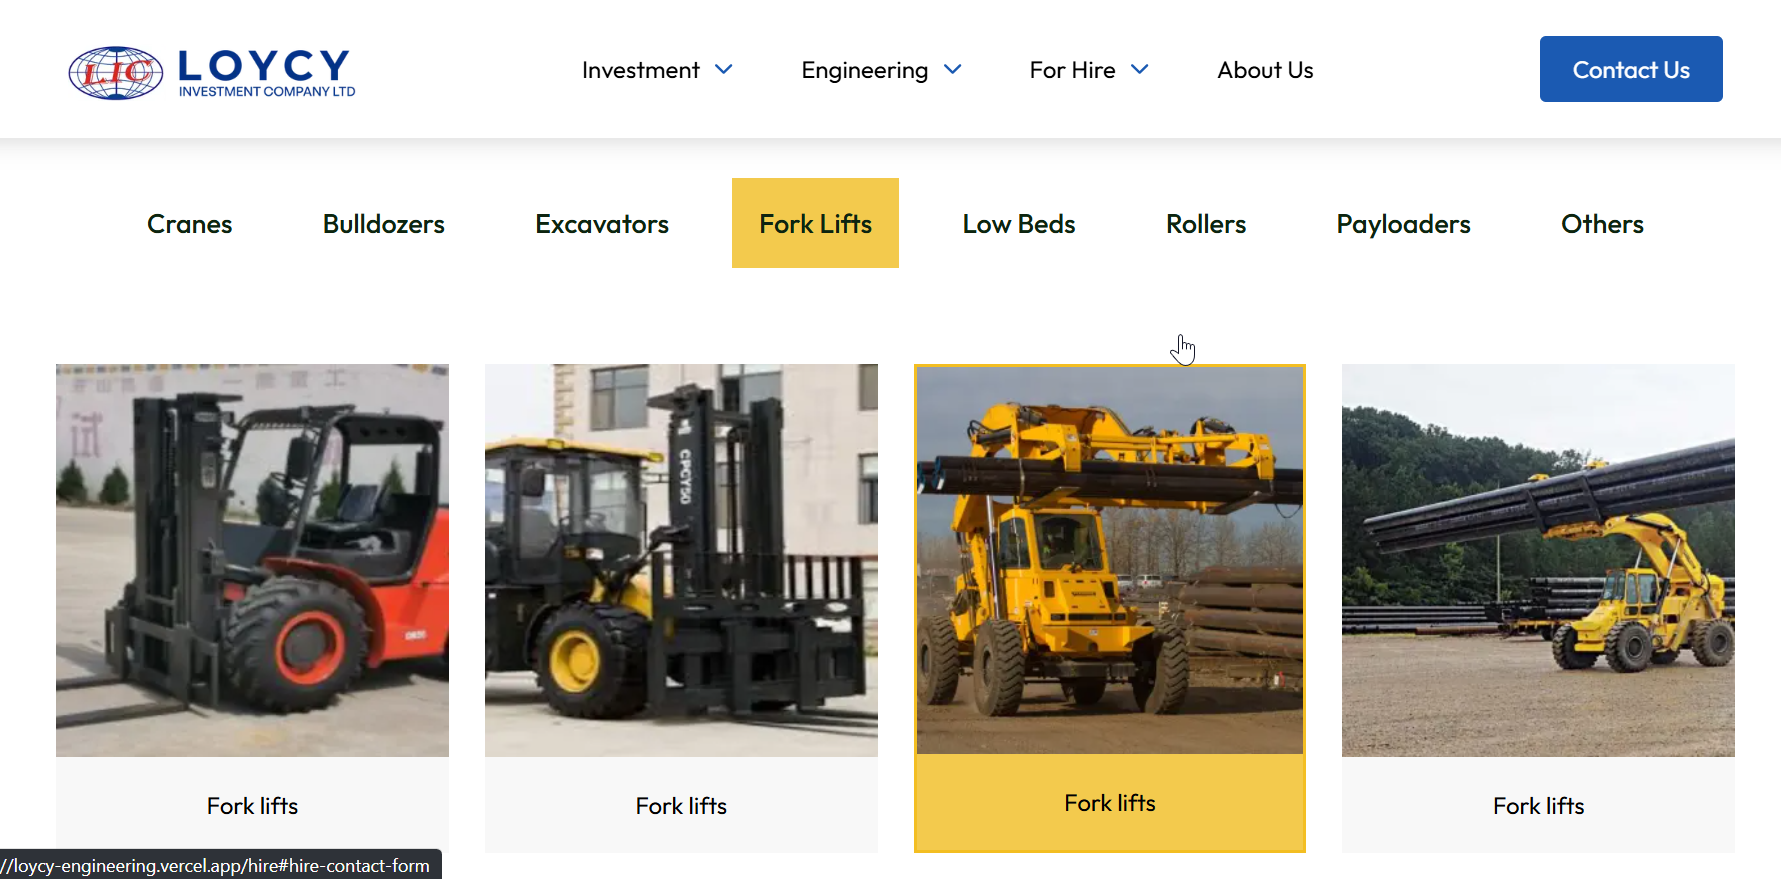 LIC
LOYCY
INVESTMENT COMPANY LTD
Investment
Engineering
For Hire
About Us
Contact Us
Cranes
Bulldozers
Excavators
Fork Lifts
Low Beds
Rollers
Payloaders
Others
CPCY50
Fork lifts
Fork lifts
Fork lifts
Fork lifts
//loycy-engineering.vercel.app/hire#hire-contact-form